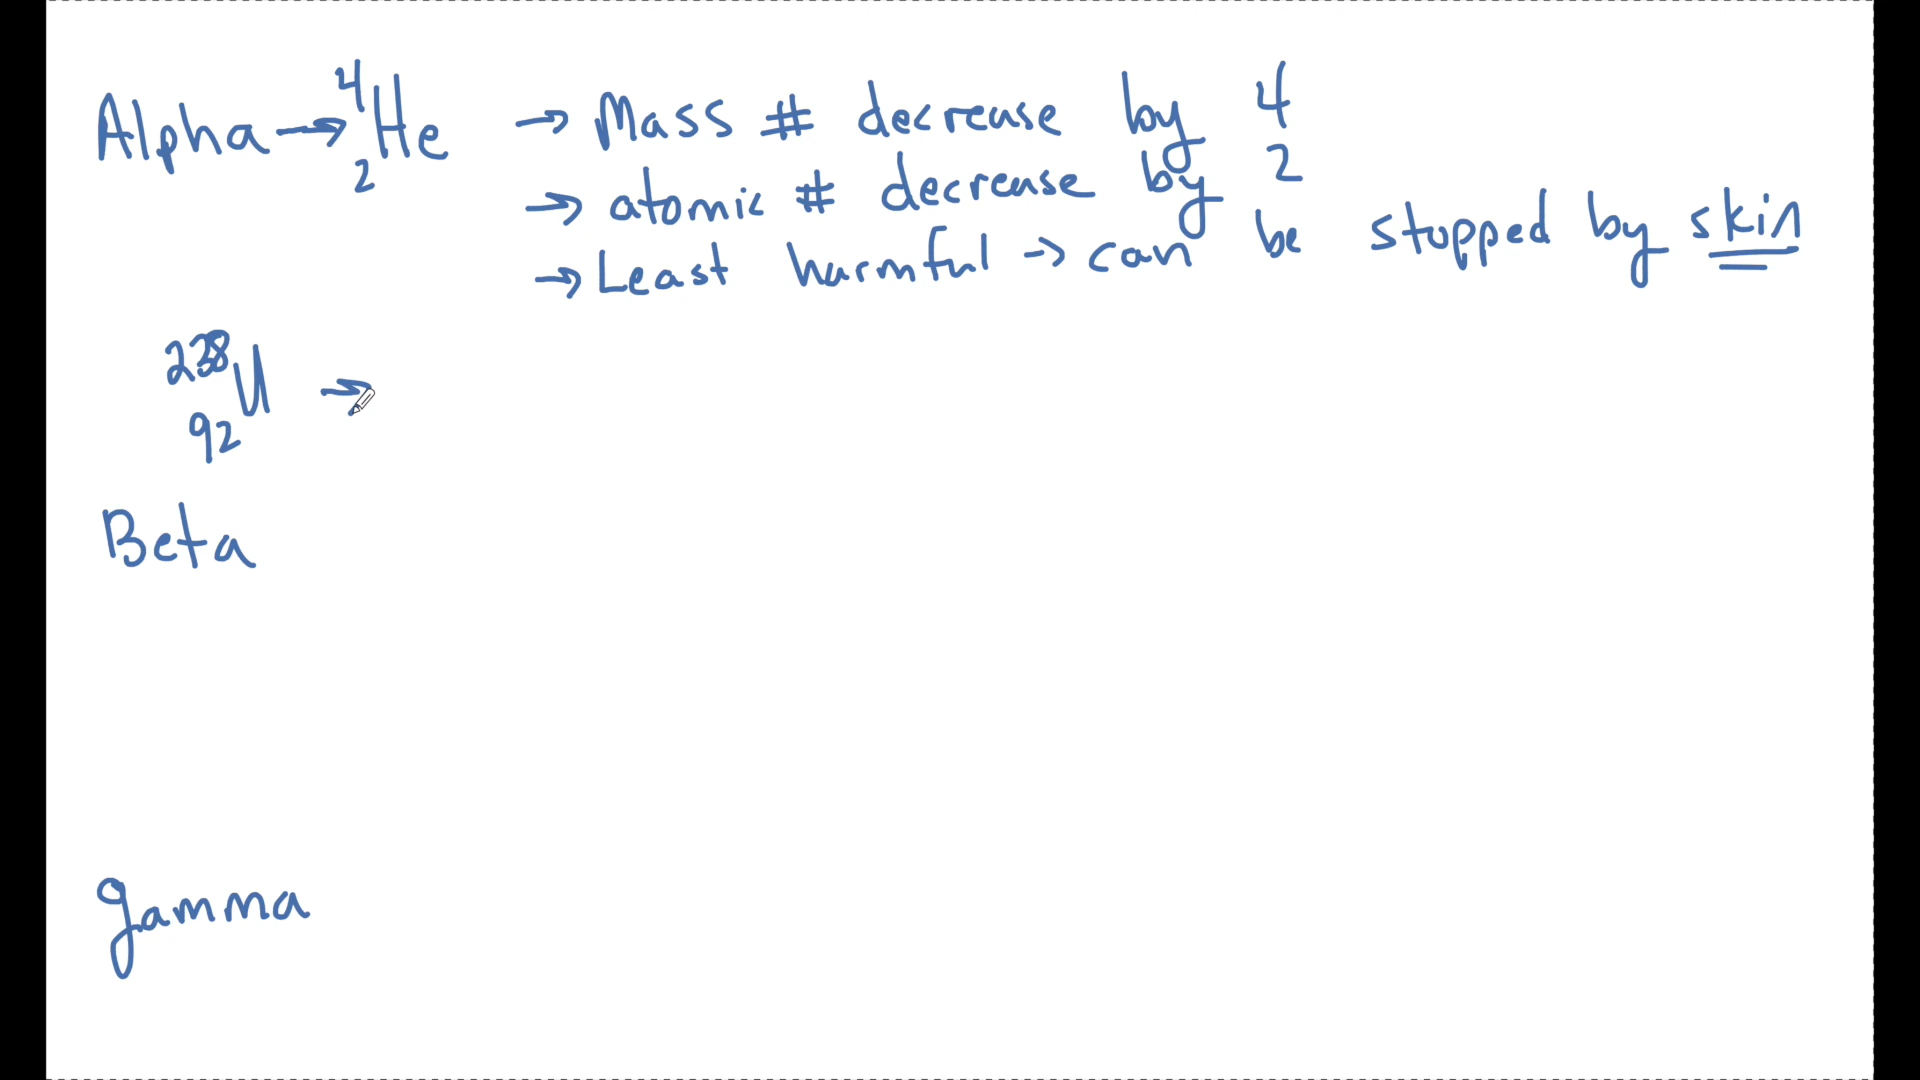 Alpha → ⁴₂He → Mass # decrease by 4
→ atomic # decrease by 2
→ Least harmful → can be stopped by skin
²³⁸₉₂U →
Beta
gamma